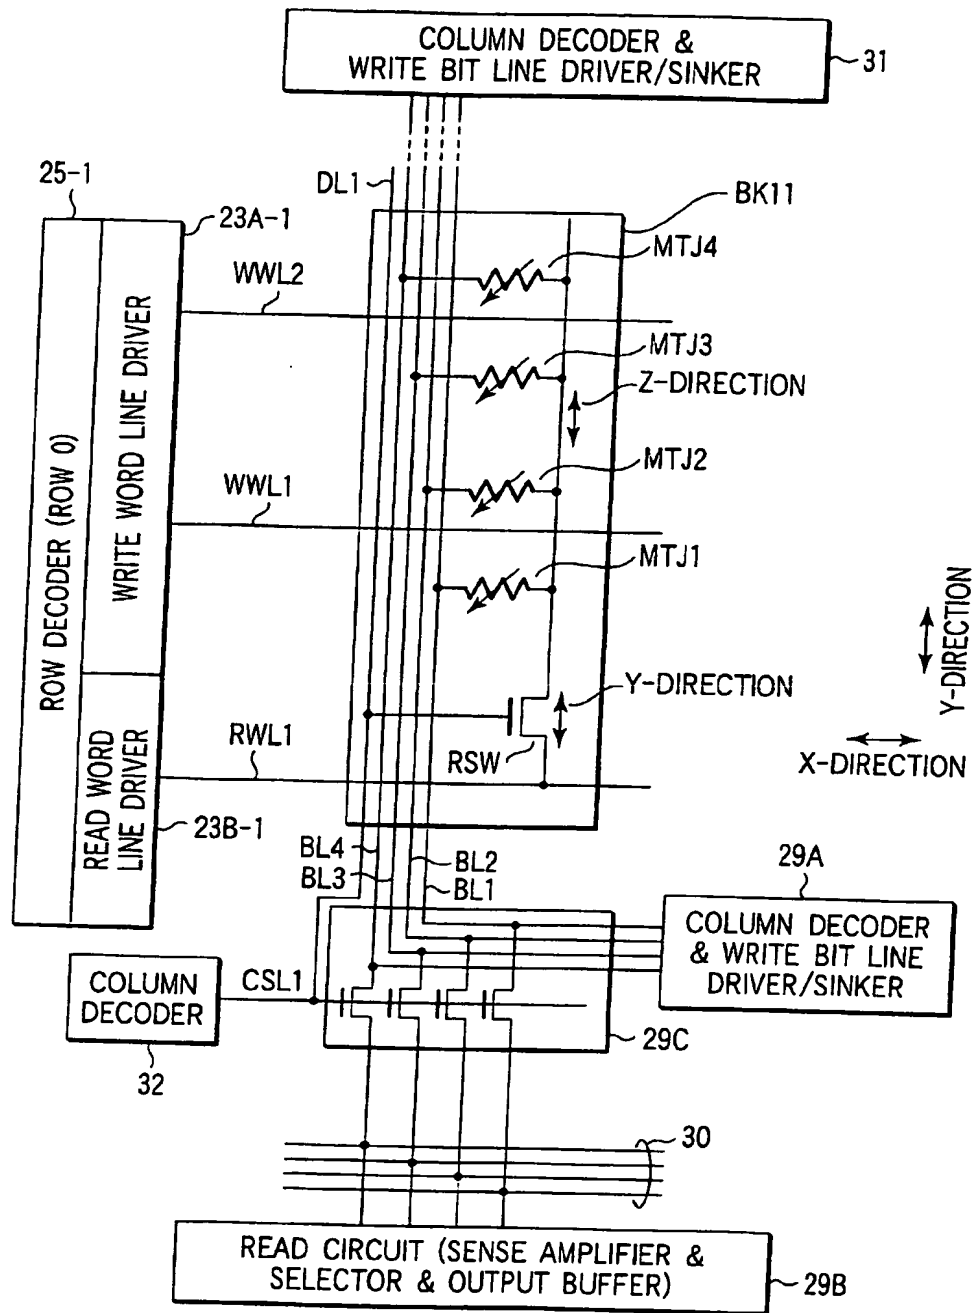 COLUMN DECODER &
WRITE BIT LINE DRIVER/SINKER
31
25-1
DL1
23A-1
BK11
MTJ4
WWL2
MTJ3
Z-DIRECTION
ROW DECODER (ROW 0)
WRITE WORD LINE DRIVER
WWL1
MTJ2
MTJ1
Y-DIRECTION
Y-DIRECTION
READ WORD
LINE DRIVER
RWL1
RSW
X-DIRECTION
23B-1
BL4
BL3
BL2
BL1
29A
COLUMN DECODER
& WRITE BIT LINE
DRIVER/SINKER
COLUMN
DECODER
CSL1
32
29C
30
READ CIRCUIT (SENSE AMPLIFIER &
SELECTOR & OUTPUT BUFFER)
29B